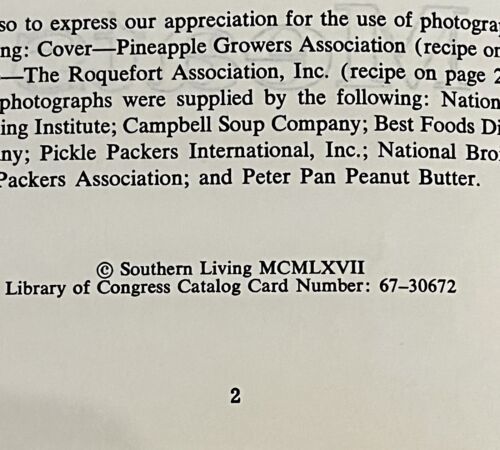 so to express our appreciation for the use of photogra
ng: Cover—Pineapple Growers Association (recipe on
—The Roquefort Association, Inc. (recipe on page 2
photographs were supplied by the following: Nation
ing Institute; Campbell Soup Company; Best Foods Di
ny; Pickle Packers International, Inc.; National Bro
Packers Association; and Peter Pan Peanut Butter.
© Southern Living MCMLXVII
Library of Congress Catalog Card Number: 67–30672
2